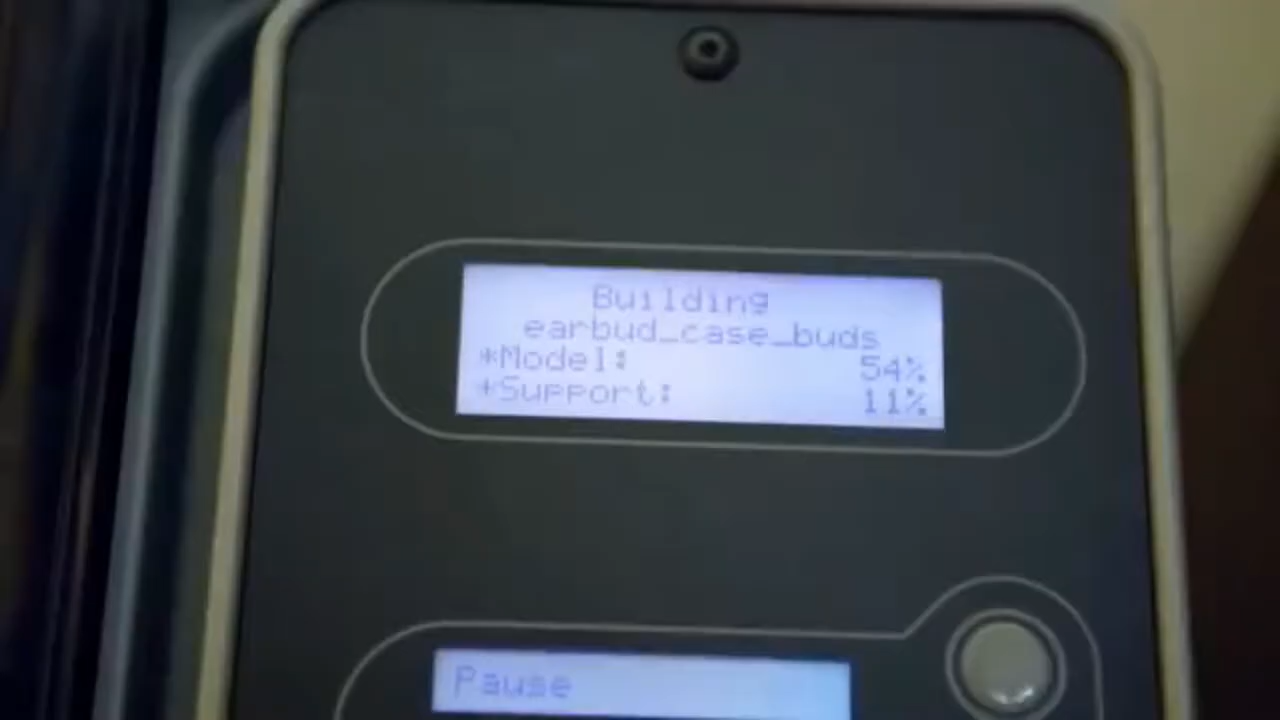 Building
earbud_case_buds
*Model: 54%
+Support: 11%
Pause